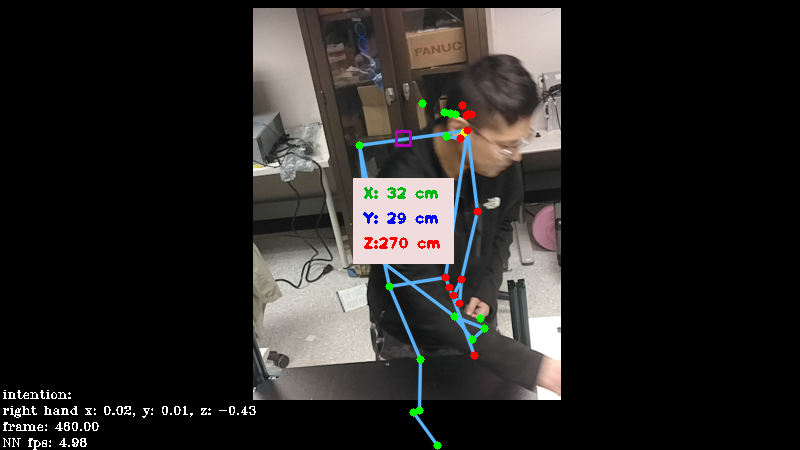 FANUC
X: 32 cm
Y: 29 cm
Z:270 cm
intention:
right hand x: 0.02, y: 0.01, z: -0.43
frame: 460.00
NN fps: 4.98